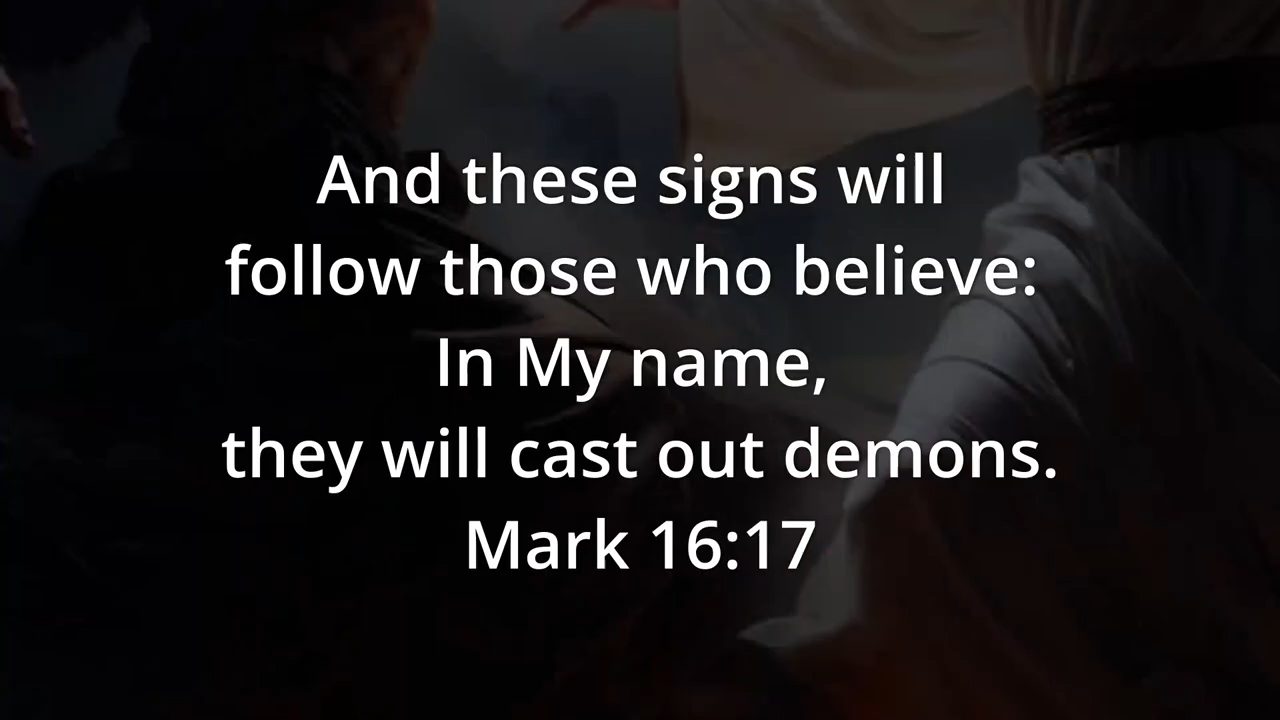 And these signs will
follow those who believe:
In My name,
they will cast out demons.
Mark 16:17